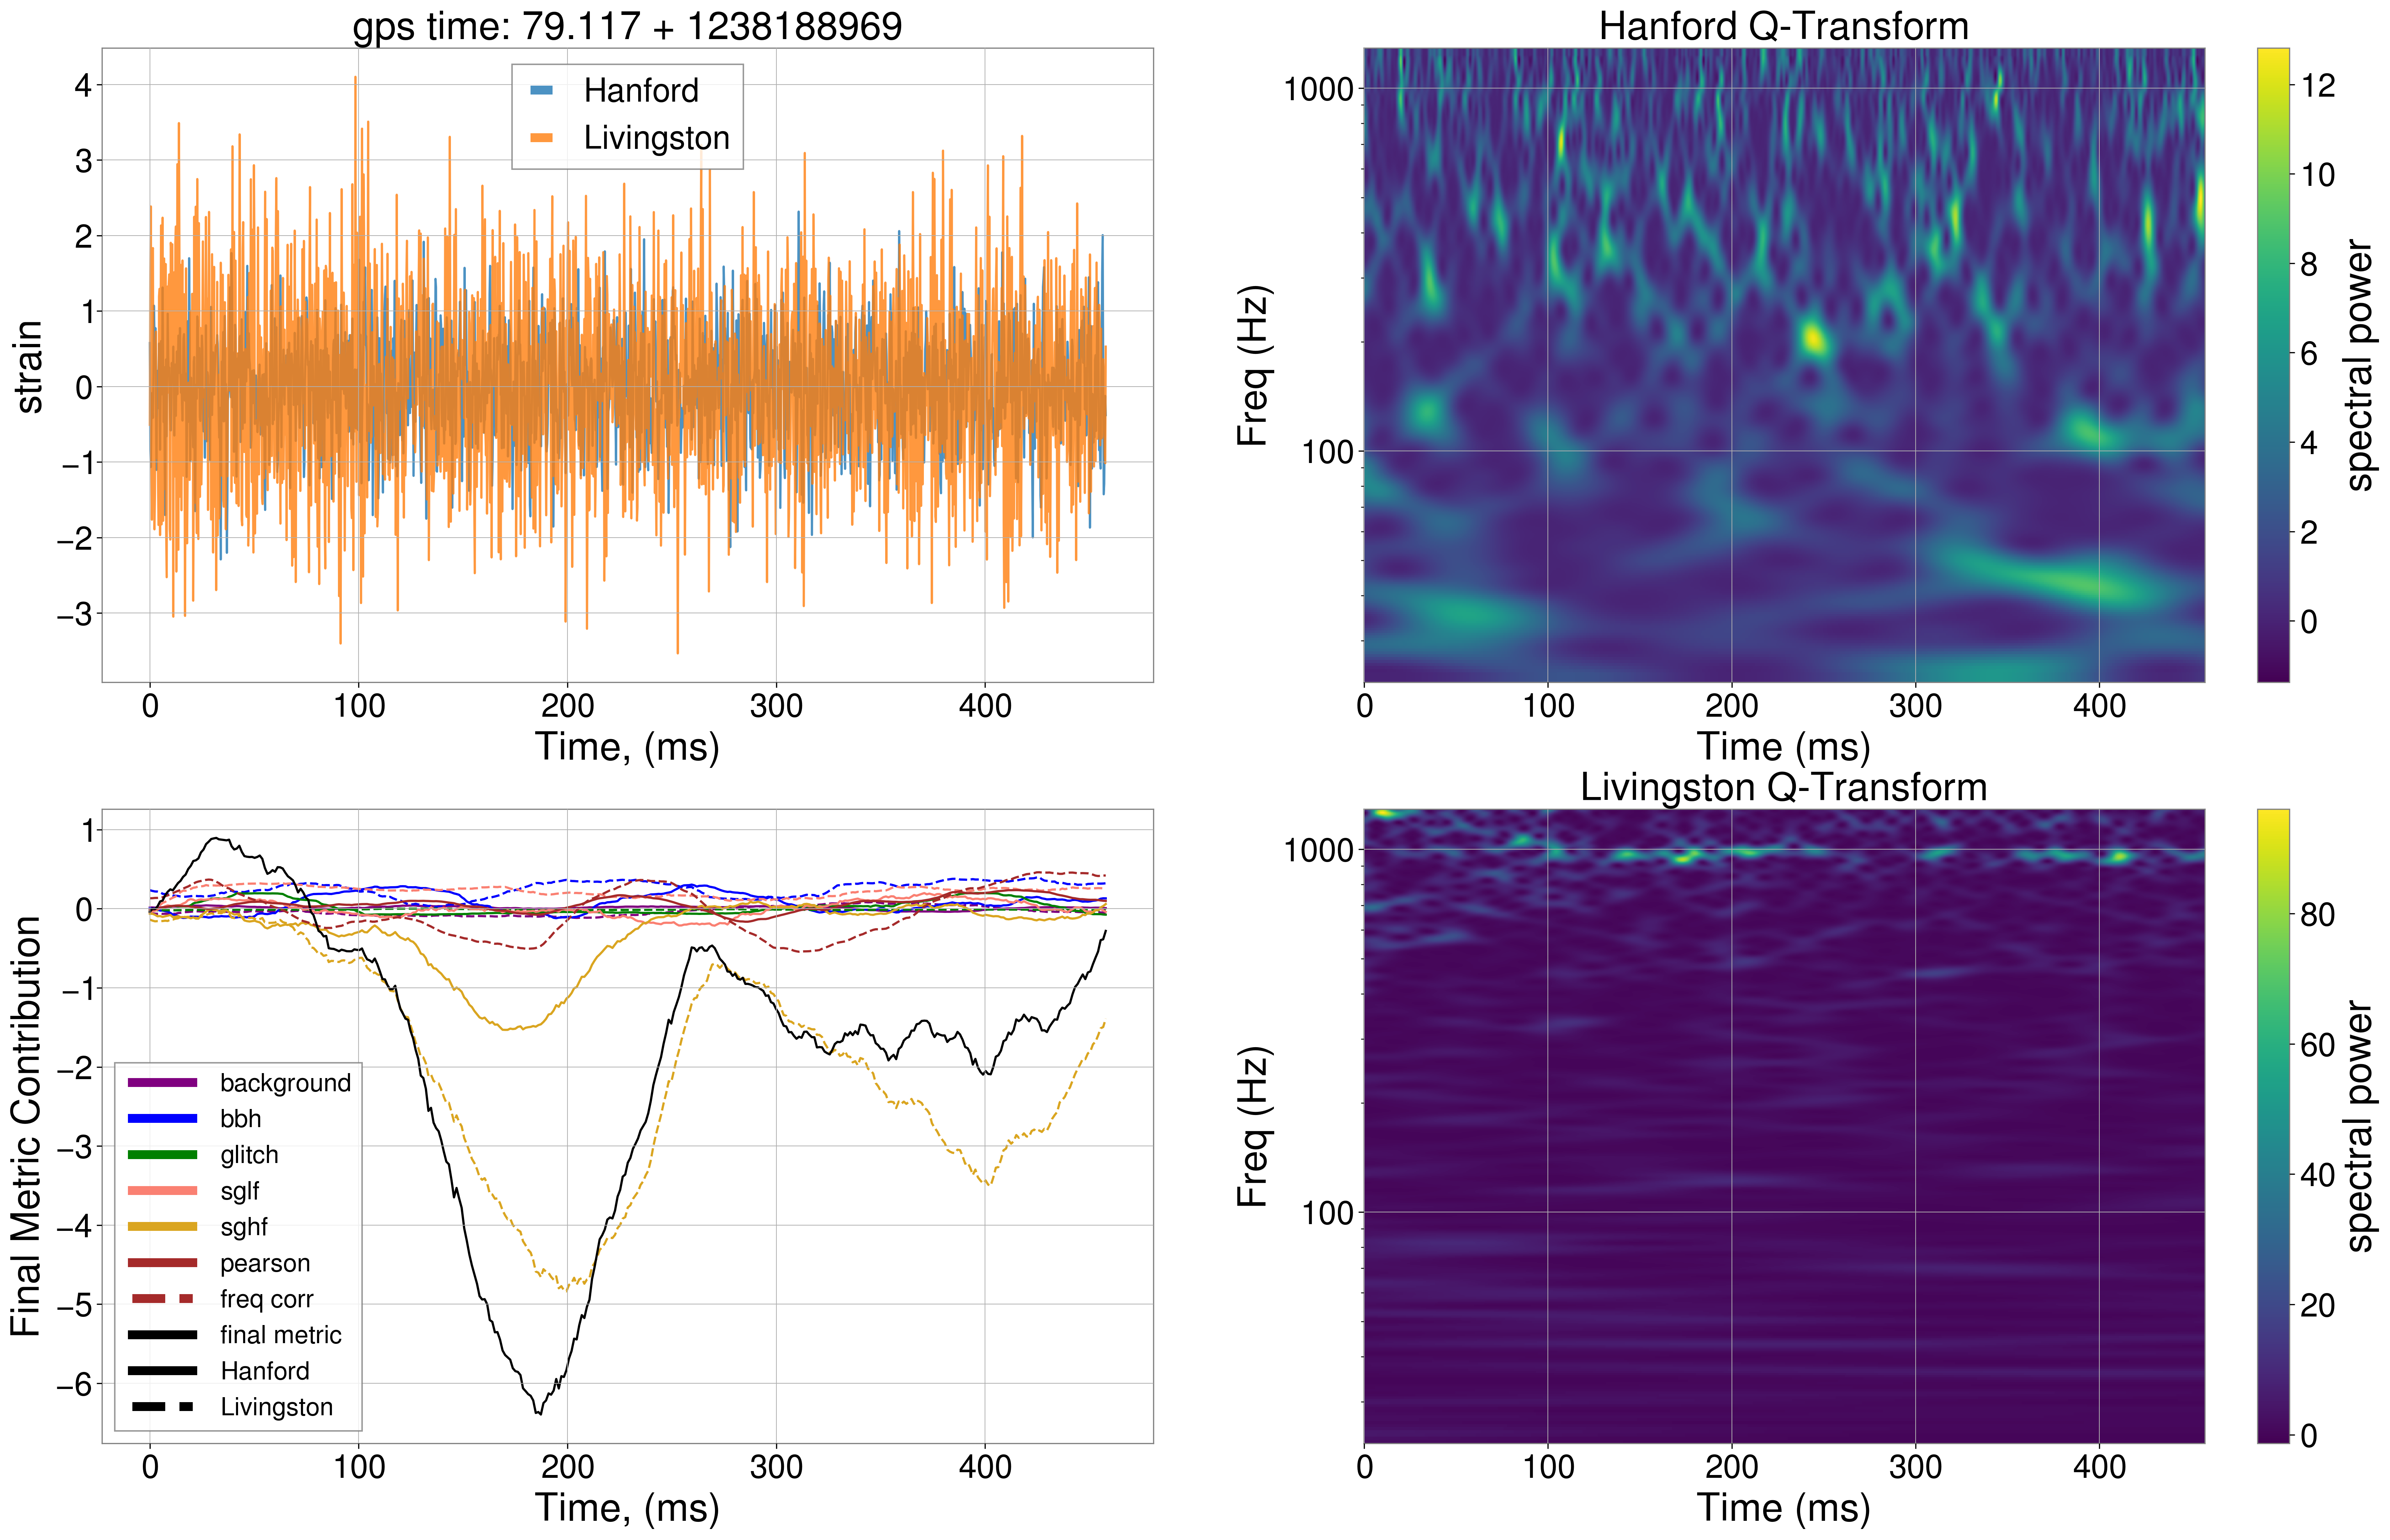 gps time: 79.117 + 1238188969
4
3
2
1
0
−1
−2
−3
strain
Hanford
Livingston
0 100 200 300 400
Time, (ms)
Hanford Q-Transform
1000
100
Freq (Hz)
0 100 200 300 400
Time (ms)
12
10
8
6
4
2
0
spectral power
1
0
−1
−2
−3
−4
−5
−6
Final Metric Contribution
background
bbh
glitch
sglf
sghf
pearson
freq corr
final metric
Hanford
Livingston
0 100 200 300 400
Time, (ms)
Livingston Q-Transform
1000
100
Freq (Hz)
0 100 200 300 400
Time (ms)
80
60
40
20
0
spectral power